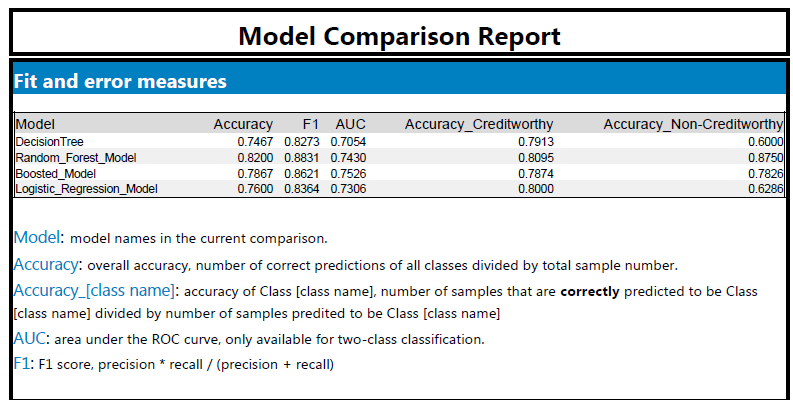 Model Comparison Report
Fit and error measures
Model Accuracy F1 AUC Accuracy_Creditworthy Accuracy_Non-Creditworthy
DecisionTree 0.7467 0.8273 0.7054 0.7913 0.6000
Random_Forest_Model 0.8200 0.8831 0.7430 0.8095 0.8750
Boosted_Model 0.7867 0.8621 0.7526 0.7874 0.7826
Logistic_Regression_Model 0.7600 0.8364 0.7306 0.8000 0.6286
Model: model names in the current comparison.
Accuracy: overall accuracy, number of correct predictions of all classes divided by total sample number.
Accuracy_[class name]: accuracy of Class [class name], number of samples that are correctly predicted to be Class
[class name] divided by number of samples predited to be Class [class name]
AUC: area under the ROC curve, only available for two-class classification.
F1: F1 score, precision * recall / (precision + recall)